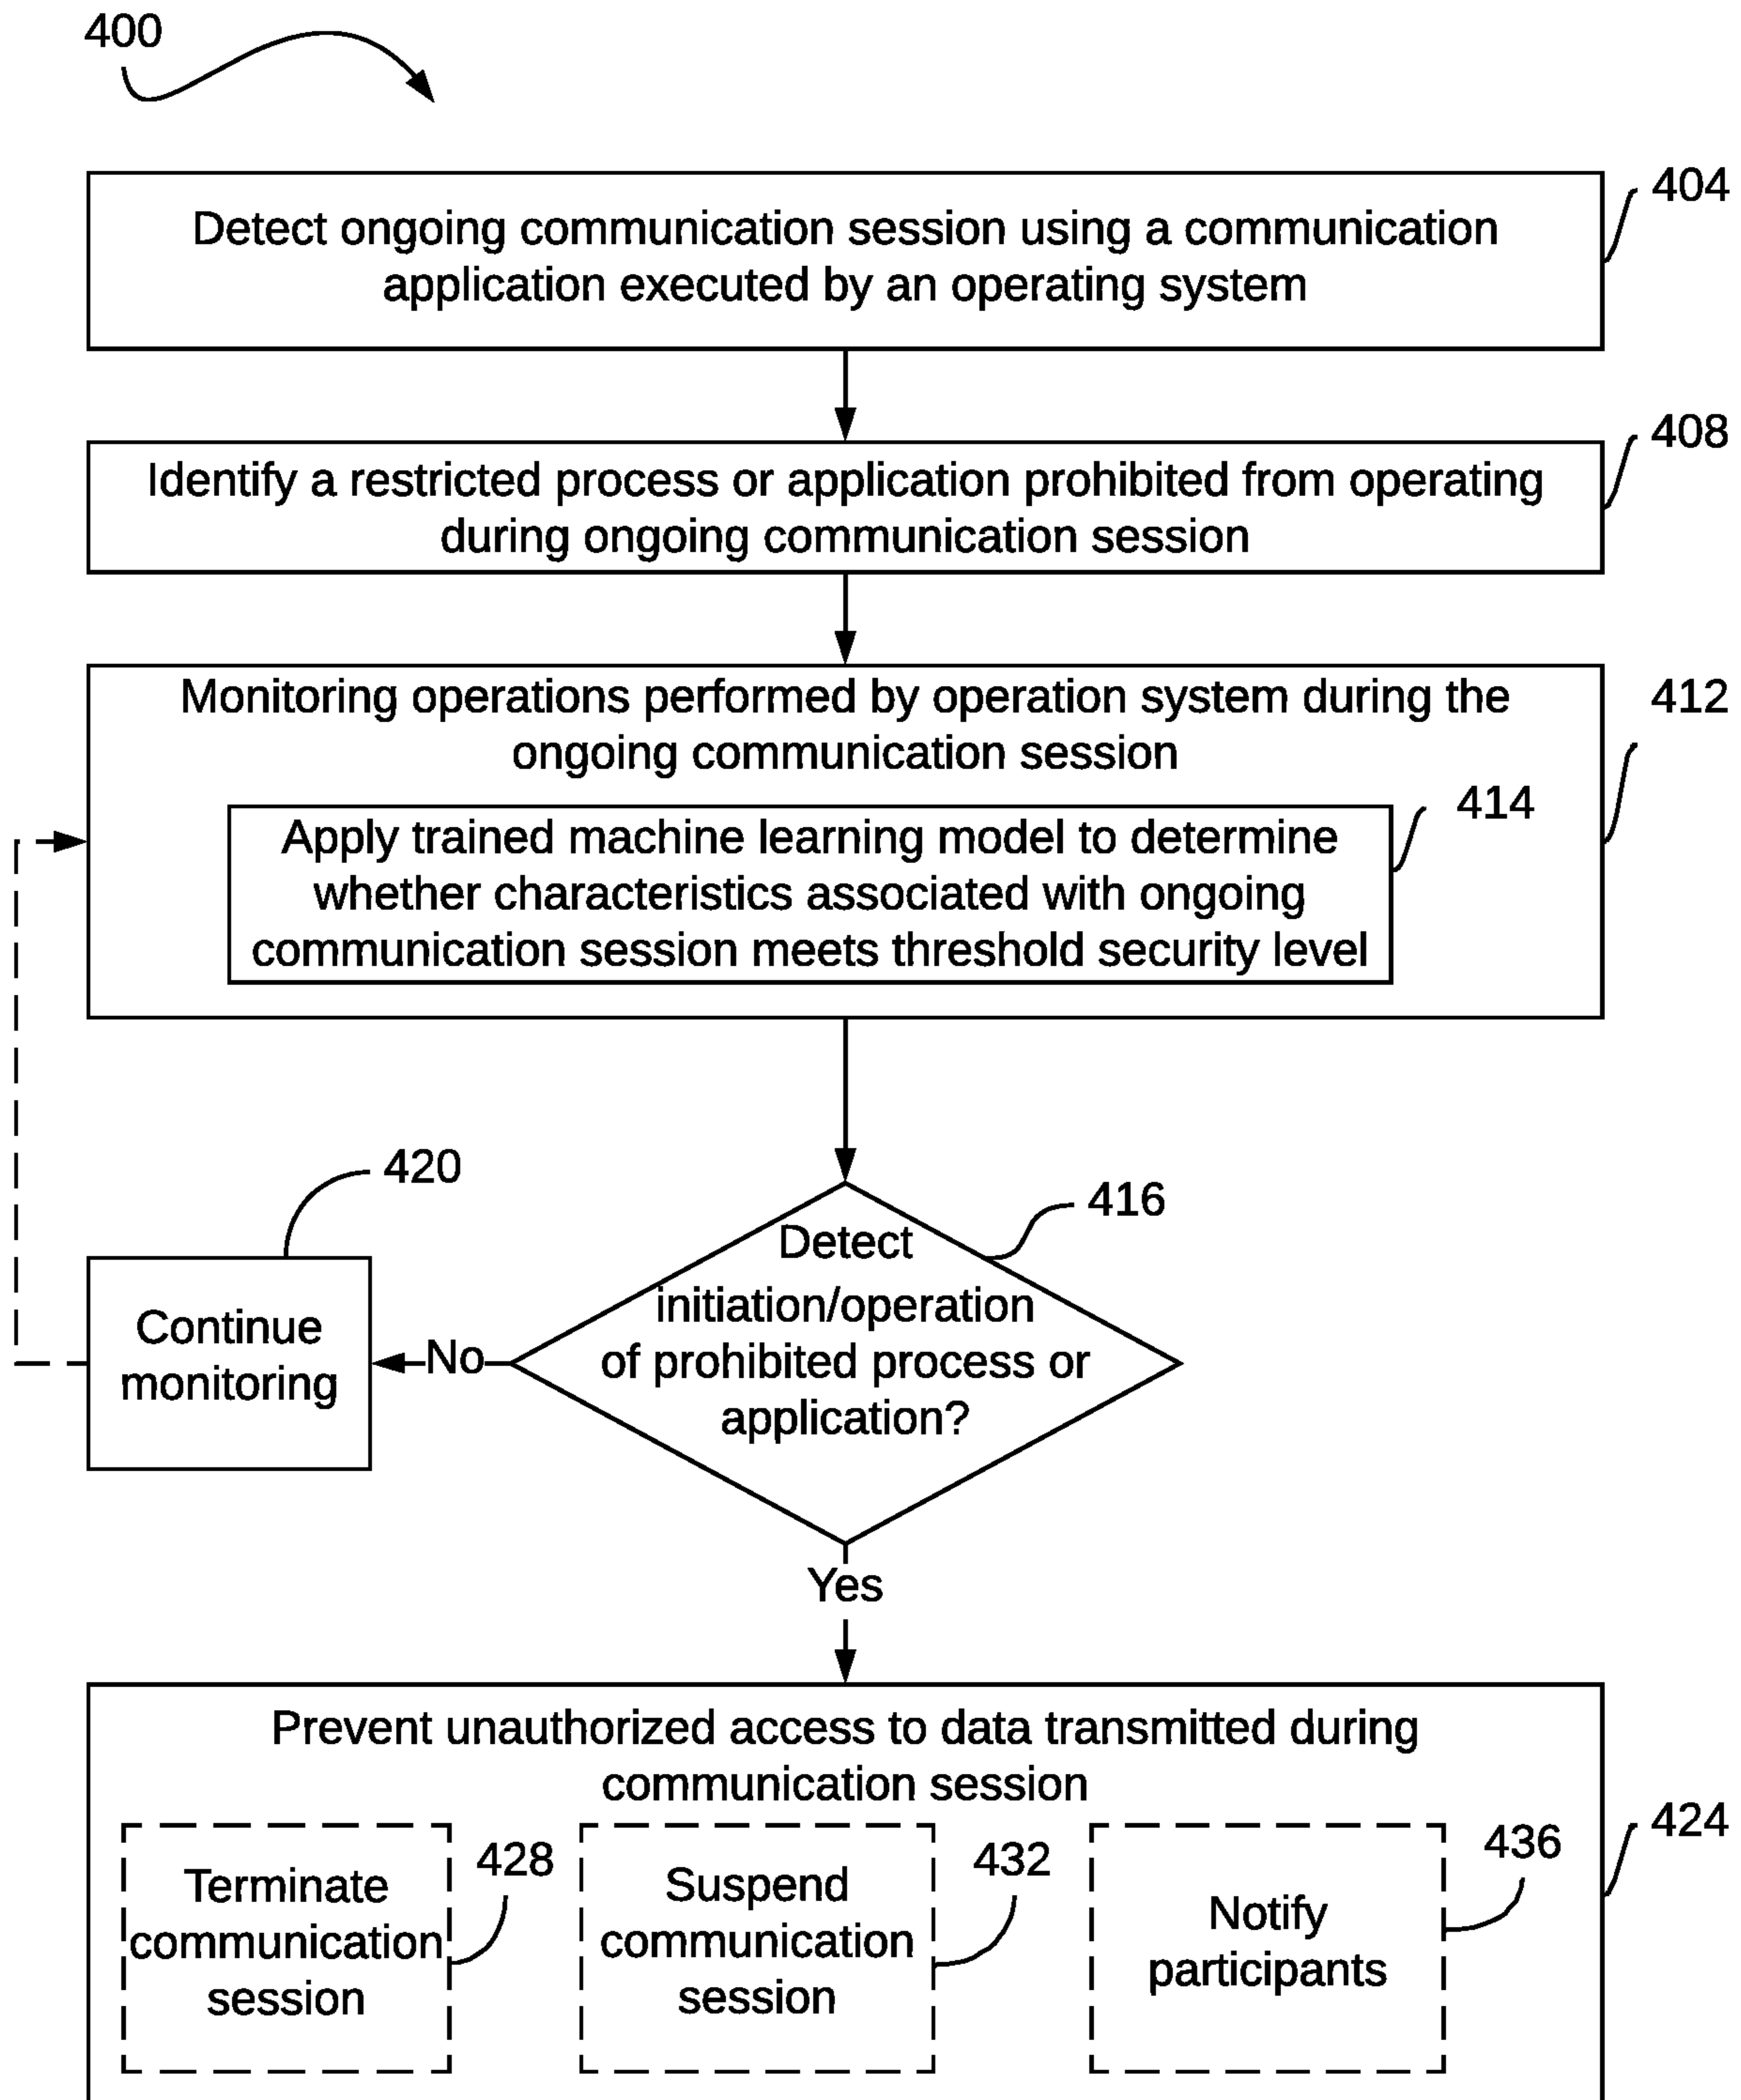 400
Detect ongoing communication session using a communication
application executed by an operating system
404
Identify a restricted process or application prohibited from operating
during ongoing communication session
408
Monitoring operations performed by operation system during the
ongoing communication session
412
Apply trained machine learning model to determine
whether characteristics associated with ongoing
communication session meets threshold security level
414
Detect
initiation/operation
of prohibited process or
application?
416
No
Continue
monitoring
420
Yes
Prevent unauthorized access to data transmitted during
communication session
424
Terminate
communication
session
428
Suspend
communication
session
432
Notify
participants
436